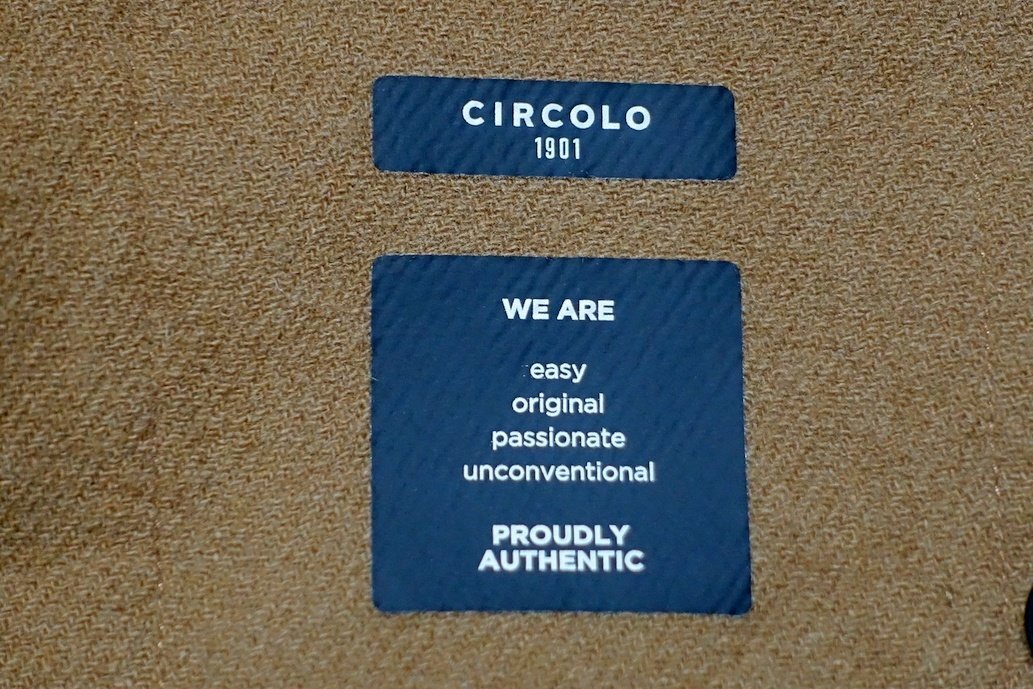 CIRCOLO
1901
WE ARE
easy
original
passionate
unconventional
PROUDLY
AUTHENTIC